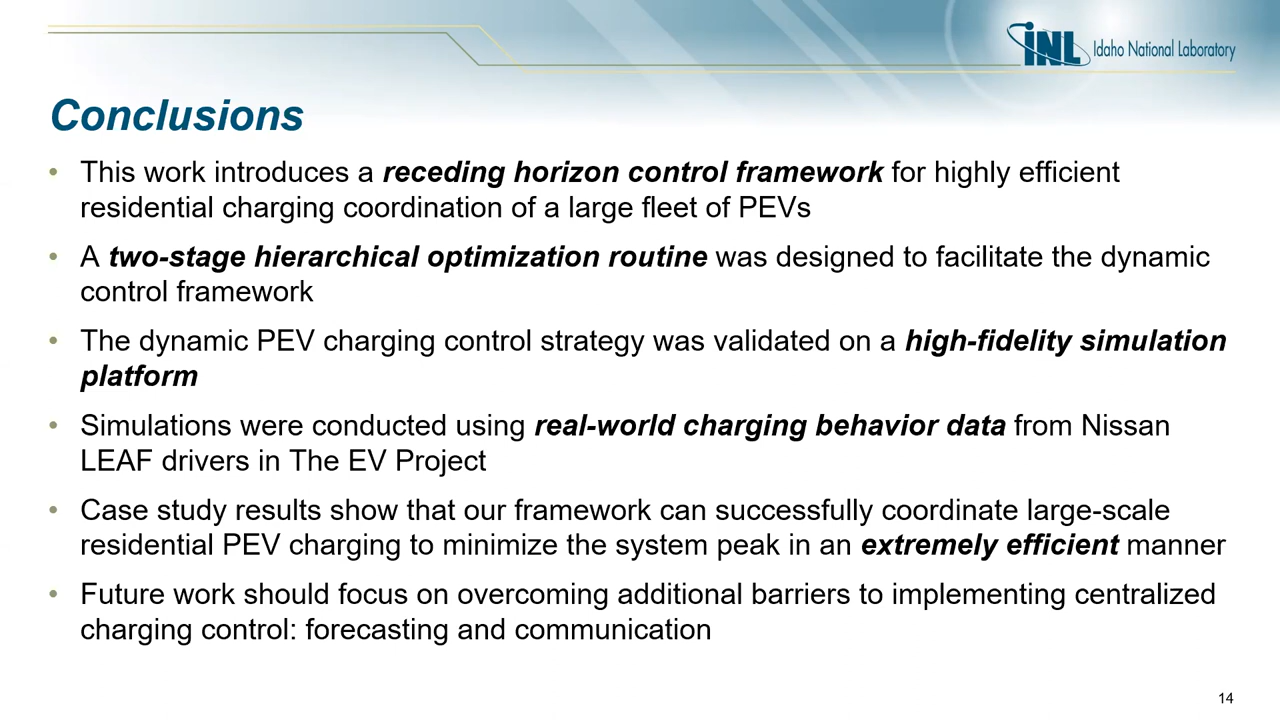 INL Idaho National Laboratory
Conclusions
• This work introduces a receding horizon control framework for highly efficient
residential charging coordination of a large fleet of PEVs
• A two-stage hierarchical optimization routine was designed to facilitate the dynamic
control framework
• The dynamic PEV charging control strategy was validated on a high-fidelity simulation
platform
• Simulations were conducted using real-world charging behavior data from Nissan
LEAF drivers in The EV Project
• Case study results show that our framework can successfully coordinate large-scale
residential PEV charging to minimize the system peak in an extremely efficient manner
• Future work should focus on overcoming additional barriers to implementing centralized
charging control: forecasting and communication
14